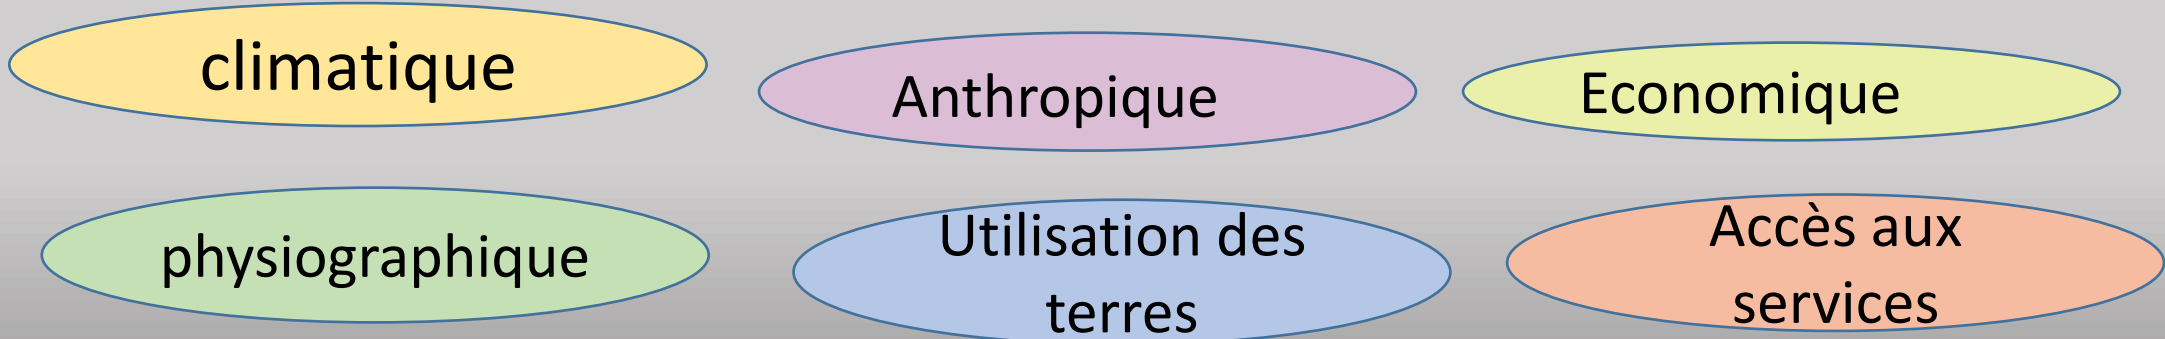 climatique
Anthropique
Economique
physiographique
Utilisation des
terres
Accès aux
services